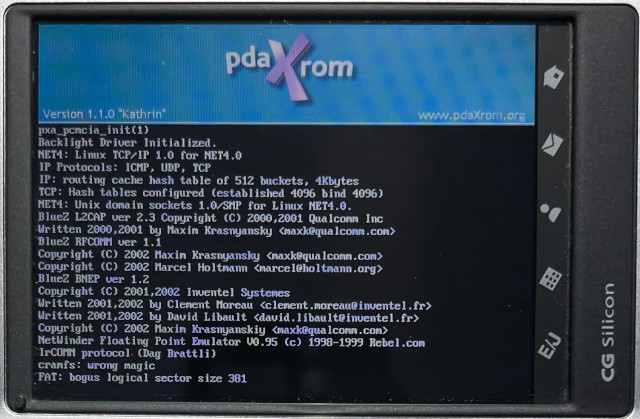 pdaXrom
Version 1.1.0 "Kathrin"
www.pdaXrom.org
pxa_pcmcia_init(1)
Backlight Driver Initialized.
NET4: Linux TCP/IP 1.0 for NET4.0
IP Protocols: ICMP, UDP, TCP
IP: routing cache hash table of 512 buckets, 4Kbytes
TCP: Hash tables configured (established 4096 bind 4096)
NET4: Unix domain sockets 1.0/SMP for Linux NET4.0.
BlueZ L2CAP ver 2.3 Copyright (C) 2000,2001 Qualcomm Inc
Written 2000,2001 by Maxim Krasnyansky <maxk@qualcomm.com>
BlueZ RFCOMM ver 1.1
Copyright (C) 2002 Maxim Krasnyansky <maxk@qualcomm.com>
Copyright (C) 2002 Marcel Holtmann <marcel@holtmann.org>
BlueZ BNEP ver 1.2
Copyright (C) 2001,2002 Inventel Systemes
Written 2001,2002 by Clement Moreau <clement.moreau@inventel.fr>
Written 2001,2002 by David Libault <david.libault@inventel.fr>
Copyright (C) 2002 Maxim Krasnyanskiy <maxk@qualcomm.com>
NetWinder Floating Point Emulator V0.95 (c) 1998-1999 Rebel.com
IrCOMM protocol (Dag Brattli)
cramfs: wrong magic
FAT: bogus logical sector size 381
E/J
CG Silicon